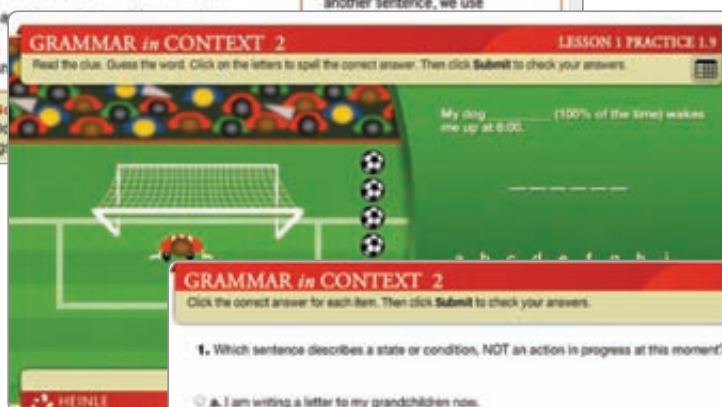 another sentence, we use
GRAMMAR in CONTEXT 2
LESSON 1 PRACTICE 1.9
Read the clue. Guess the word. Click on the letters to spell the correct answer. Then click Submit to check your answers.
My dog ________ (100% of the time) wakes
me up at 6:00.
_ _ _ _ _ _
a b c d e f g h i
GRAMMAR in CONTEXT 2
Click the correct answer for each item. Then click Submit to check your answers.
1. Which sentence describes a state or condition, NOT an action in progress at this moment?
a. I am writing a letter to my grandchildren now.
HEINLE